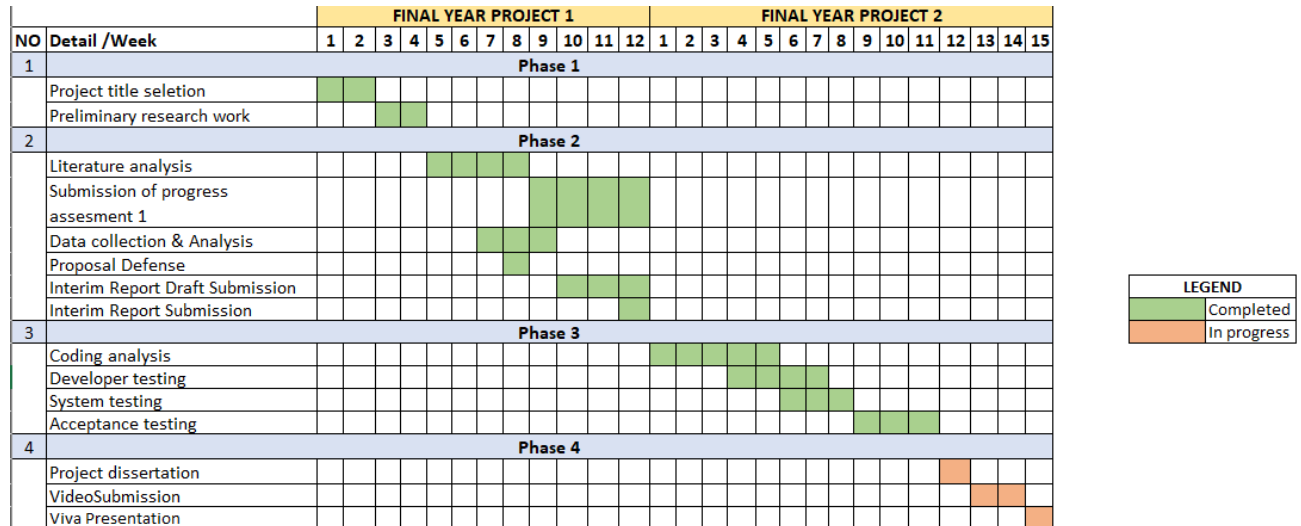 FINAL YEAR PROJECT 1 FINAL YEAR PROJECT 2
NO Detail /Week 1 2 3 4 5 6 7 8 9 10 11 12 1 2 3 4 5 6 7 8 9 10 11 12 13 14 15
1 Phase 1
Project title seletion
Preliminary research work
2 Phase 2
Literature analysis
Submission of progress
assesment 1
Data collection & Analysis
Proposal Defense
Interim Report Draft Submission
Interim Report Submission
3 Phase 3
Coding analysis
Developer testing
System testing
Acceptance testing
4 Phase 4
Project dissertation
VideoSubmission
Viva Presentation
LEGEND
Completed
In progress